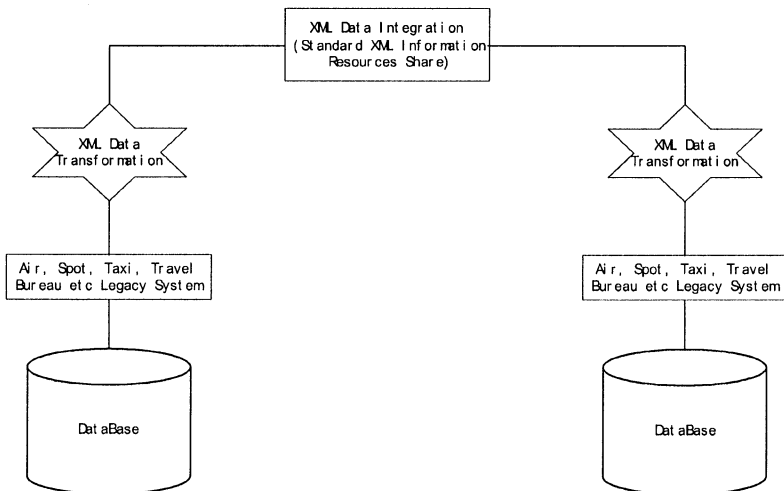 XML Data Integration
(Standard XML Information
Resources Share)
XML Data
Transformation
XML Data
Transformation
Air, Spot, Taxi, Travel
Bureau etc Legacy System
Air, Spot, Taxi, Travel
Bureau etc Legacy System
DataBase
DataBase